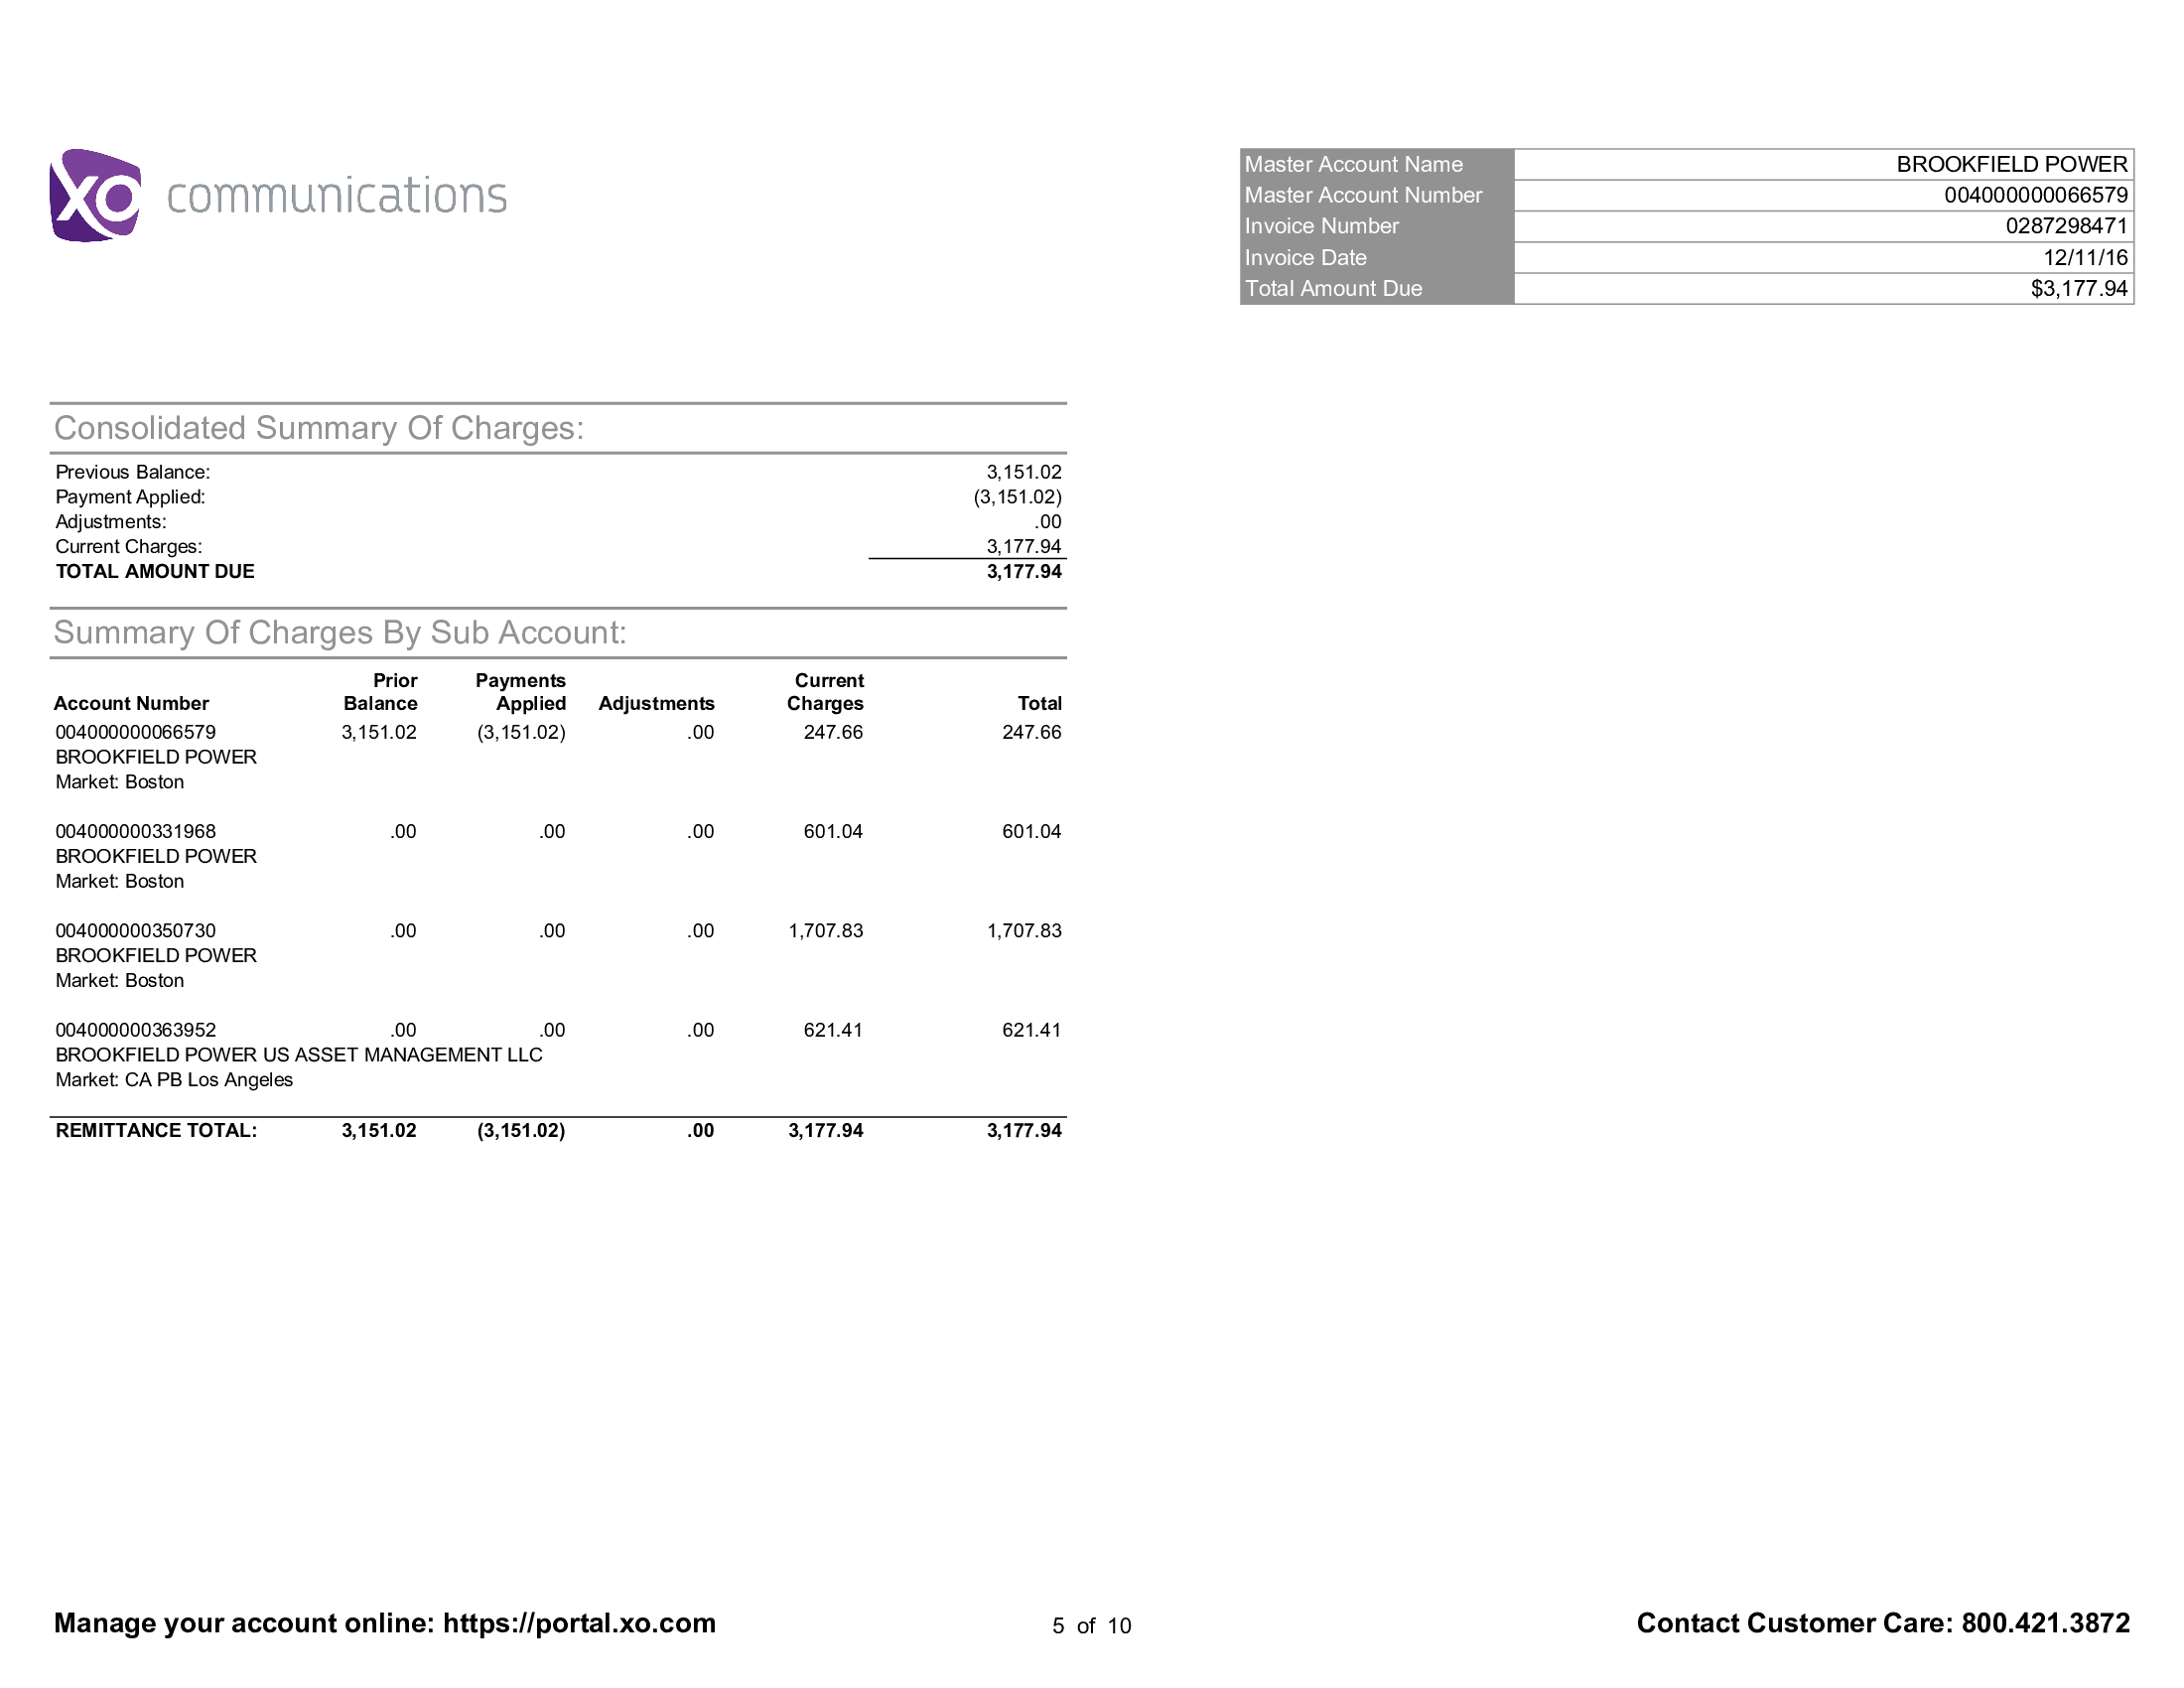 XO communications
Master Account Name BROOKFIELD POWER
Master Account Number 004000000066579
Invoice Number 0287298471
Invoice Date 12/11/16
Total Amount Due $3,177.94
Consolidated Summary Of Charges:
Previous Balance: 3,151.02
Payment Applied: (3,151.02)
Adjustments: .00
Current Charges: 3,177.94
TOTAL AMOUNT DUE 3,177.94
Summary Of Charges By Sub Account:
Prior Payments Current
Account Number Balance Applied Adjustments Charges Total
004000000066579 3,151.02 (3,151.02) .00 247.66 247.66
BROOKFIELD POWER
Market: Boston
004000000331968 .00 .00 .00 601.04 601.04
BROOKFIELD POWER
Market: Boston
004000000350730 .00 .00 .00 1,707.83 1,707.83
BROOKFIELD POWER
Market: Boston
004000000363952 .00 .00 .00 621.41 621.41
BROOKFIELD POWER US ASSET MANAGEMENT LLC
Market: CA PB Los Angeles
REMITTANCE TOTAL: 3,151.02 (3,151.02) .00 3,177.94 3,177.94
Manage your account online: https://portal.xo.com 5 of 10 Contact Customer Care: 800.421.3872